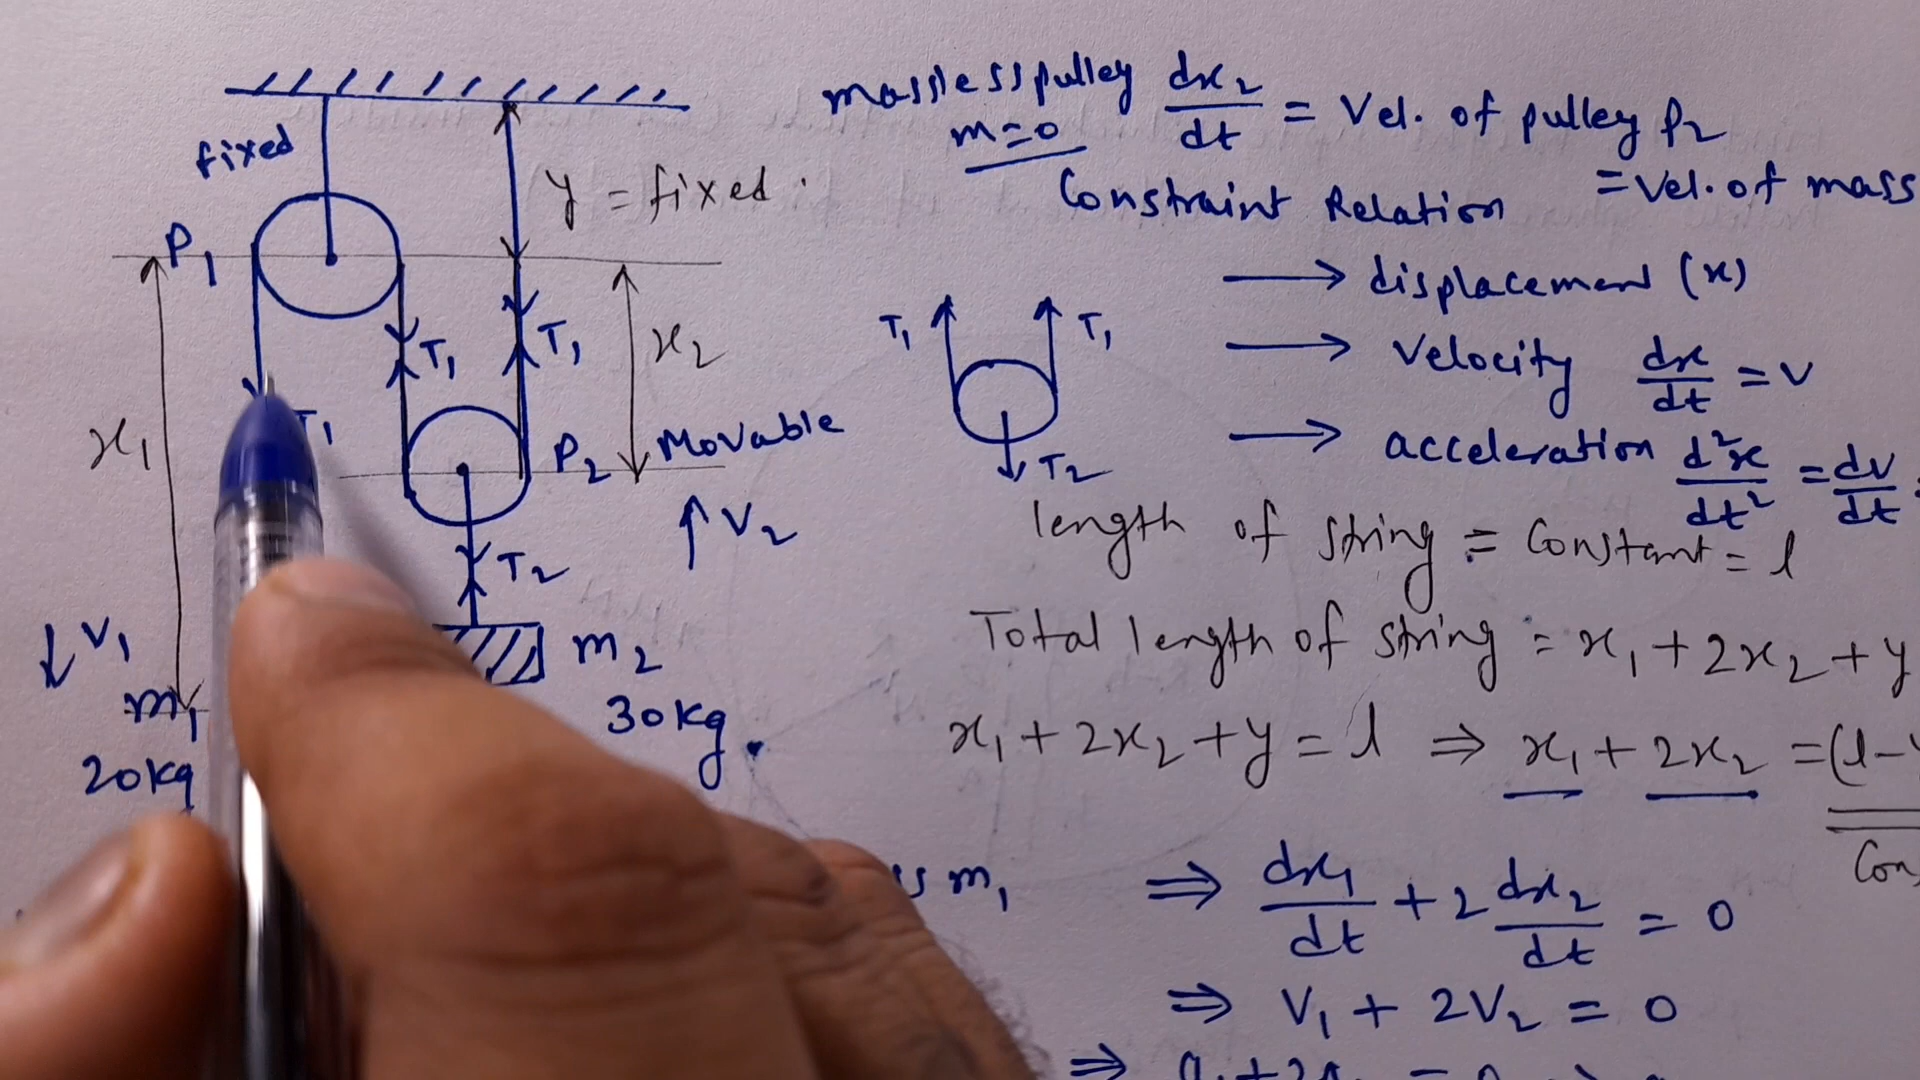 fixed
P1
y = fixed.
T1
T1
x2
x1
T1
P2
Movable
↑ V2
T2
↓ V1
m1
20kg
m2
30kg
massless pulley
m=0
dx2/dt = Vel. of pulley P2
= Vel. of mass
Constraint Relation
→ displacement (x)
→ Velocity dx/dt = v
→ acceleration d²x/dt² = dv/dt
T1
T1
T2
length of string = Constant = l
Total length of string = x1 + 2x2 + y
x1 + 2x2 + y = l ⇒ x1 + 2x2 = (l-
m1
⇒ dx1/dt + 2 dx2/dt = 0
⇒ V1 + 2V2 = 0